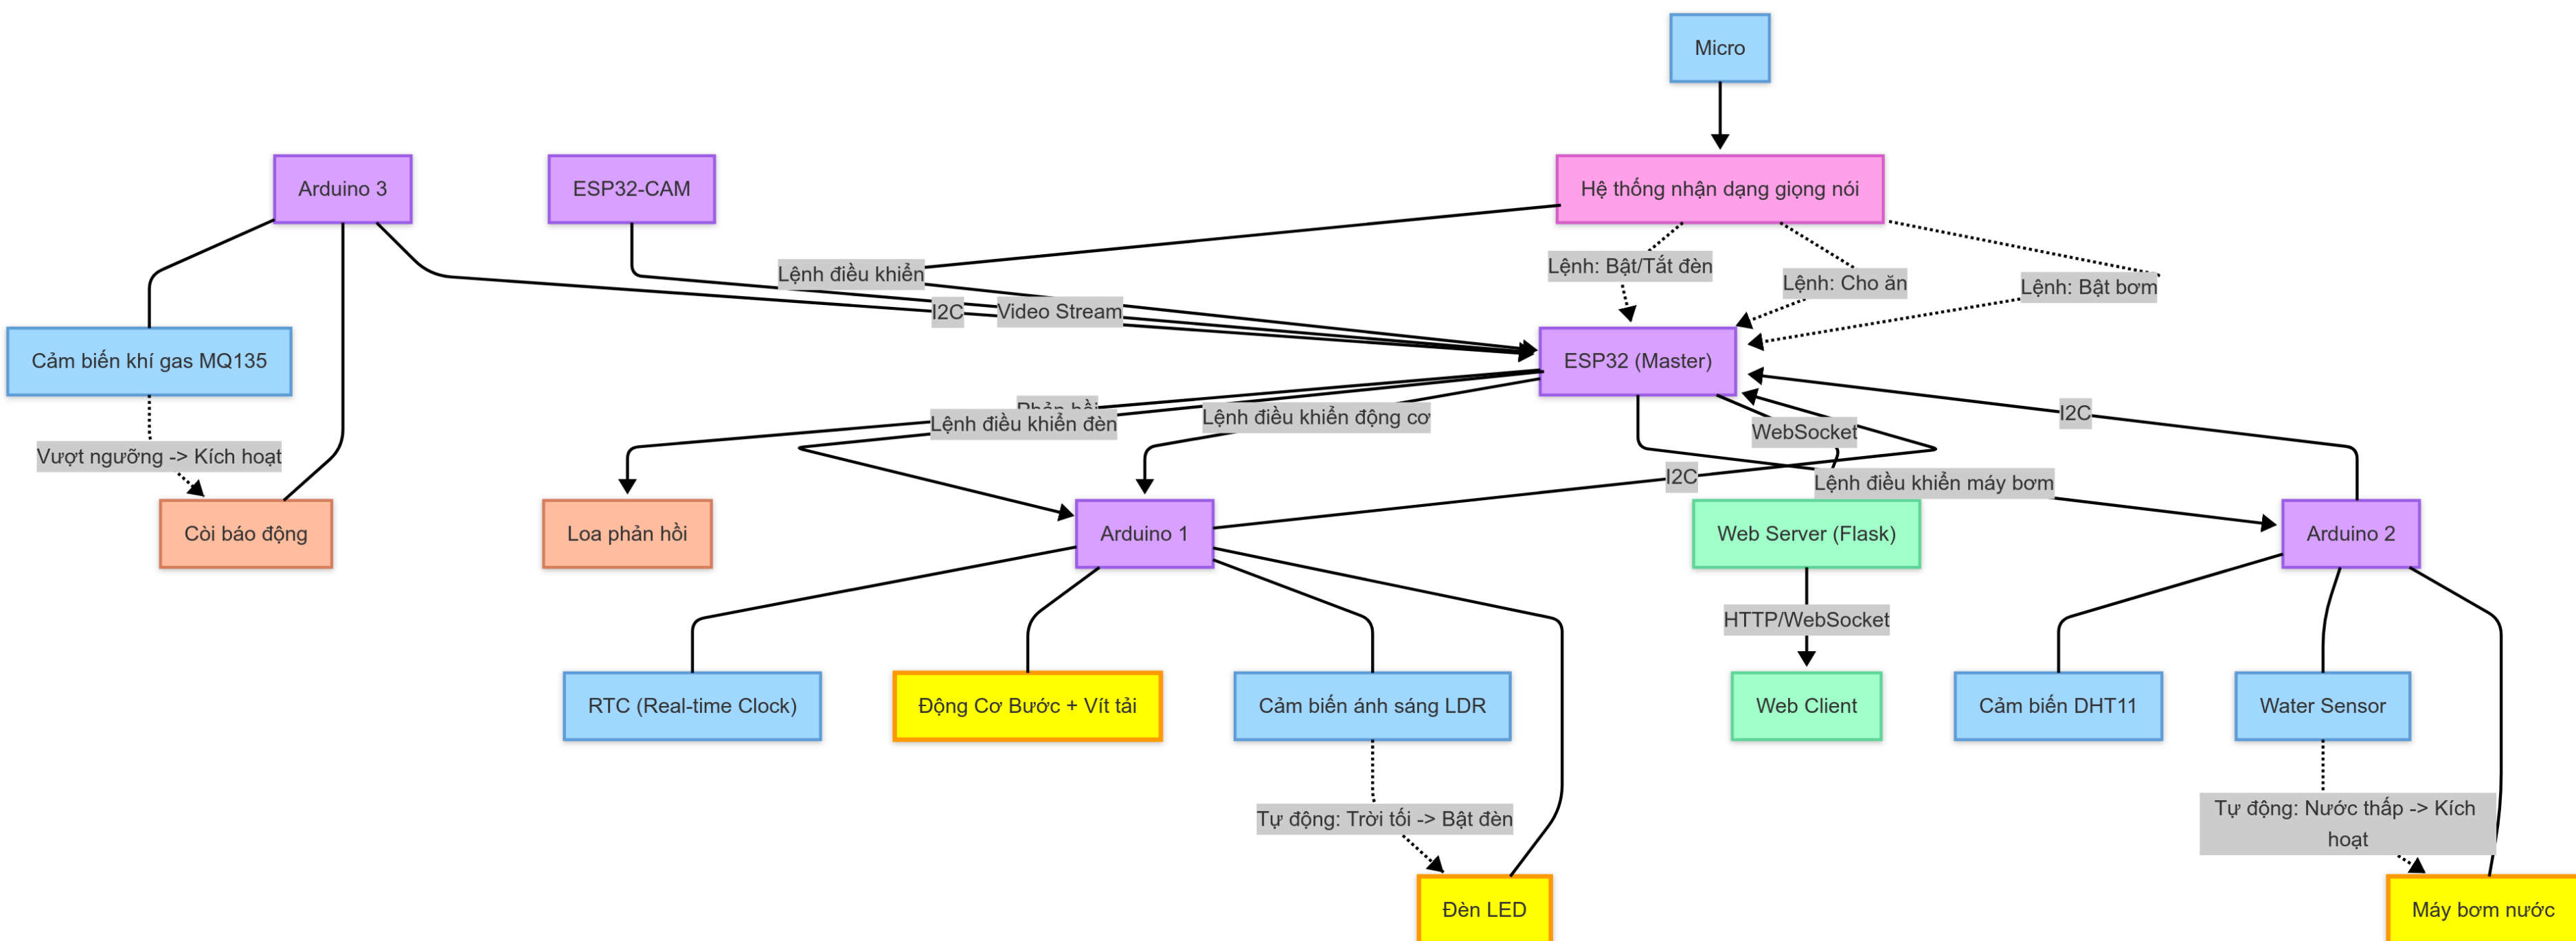 Micro
Arduino 3
ESP32-CAM
Hệ thống nhận dạng giọng nói
Lệnh điều khiển
Lệnh: Bật/Tắt đèn
Lệnh: Cho ăn
Lệnh: Bật bơm
I2C
Video Stream
Cảm biến khí gas MQ135
ESP32 (Master)
Phản hồi
Lệnh điều khiển đèn
Lệnh điều khiển động cơ
WebSocket
I2C
Vượt ngưỡng -> Kích hoạt
I2C
Lệnh điều khiển máy bơm
Còi báo động
Loa phản hồi
Arduino 1
Web Server (Flask)
Arduino 2
HTTP/WebSocket
RTC (Real-time Clock)
Động Cơ Bước + Vít tải
Cảm biến ánh sáng LDR
Web Client
Cảm biến DHT11
Water Sensor
Tự động: Trời tối -> Bật đèn
Tự động: Nước thấp -> Kích
hoạt
Đèn LED
Máy bơm nước